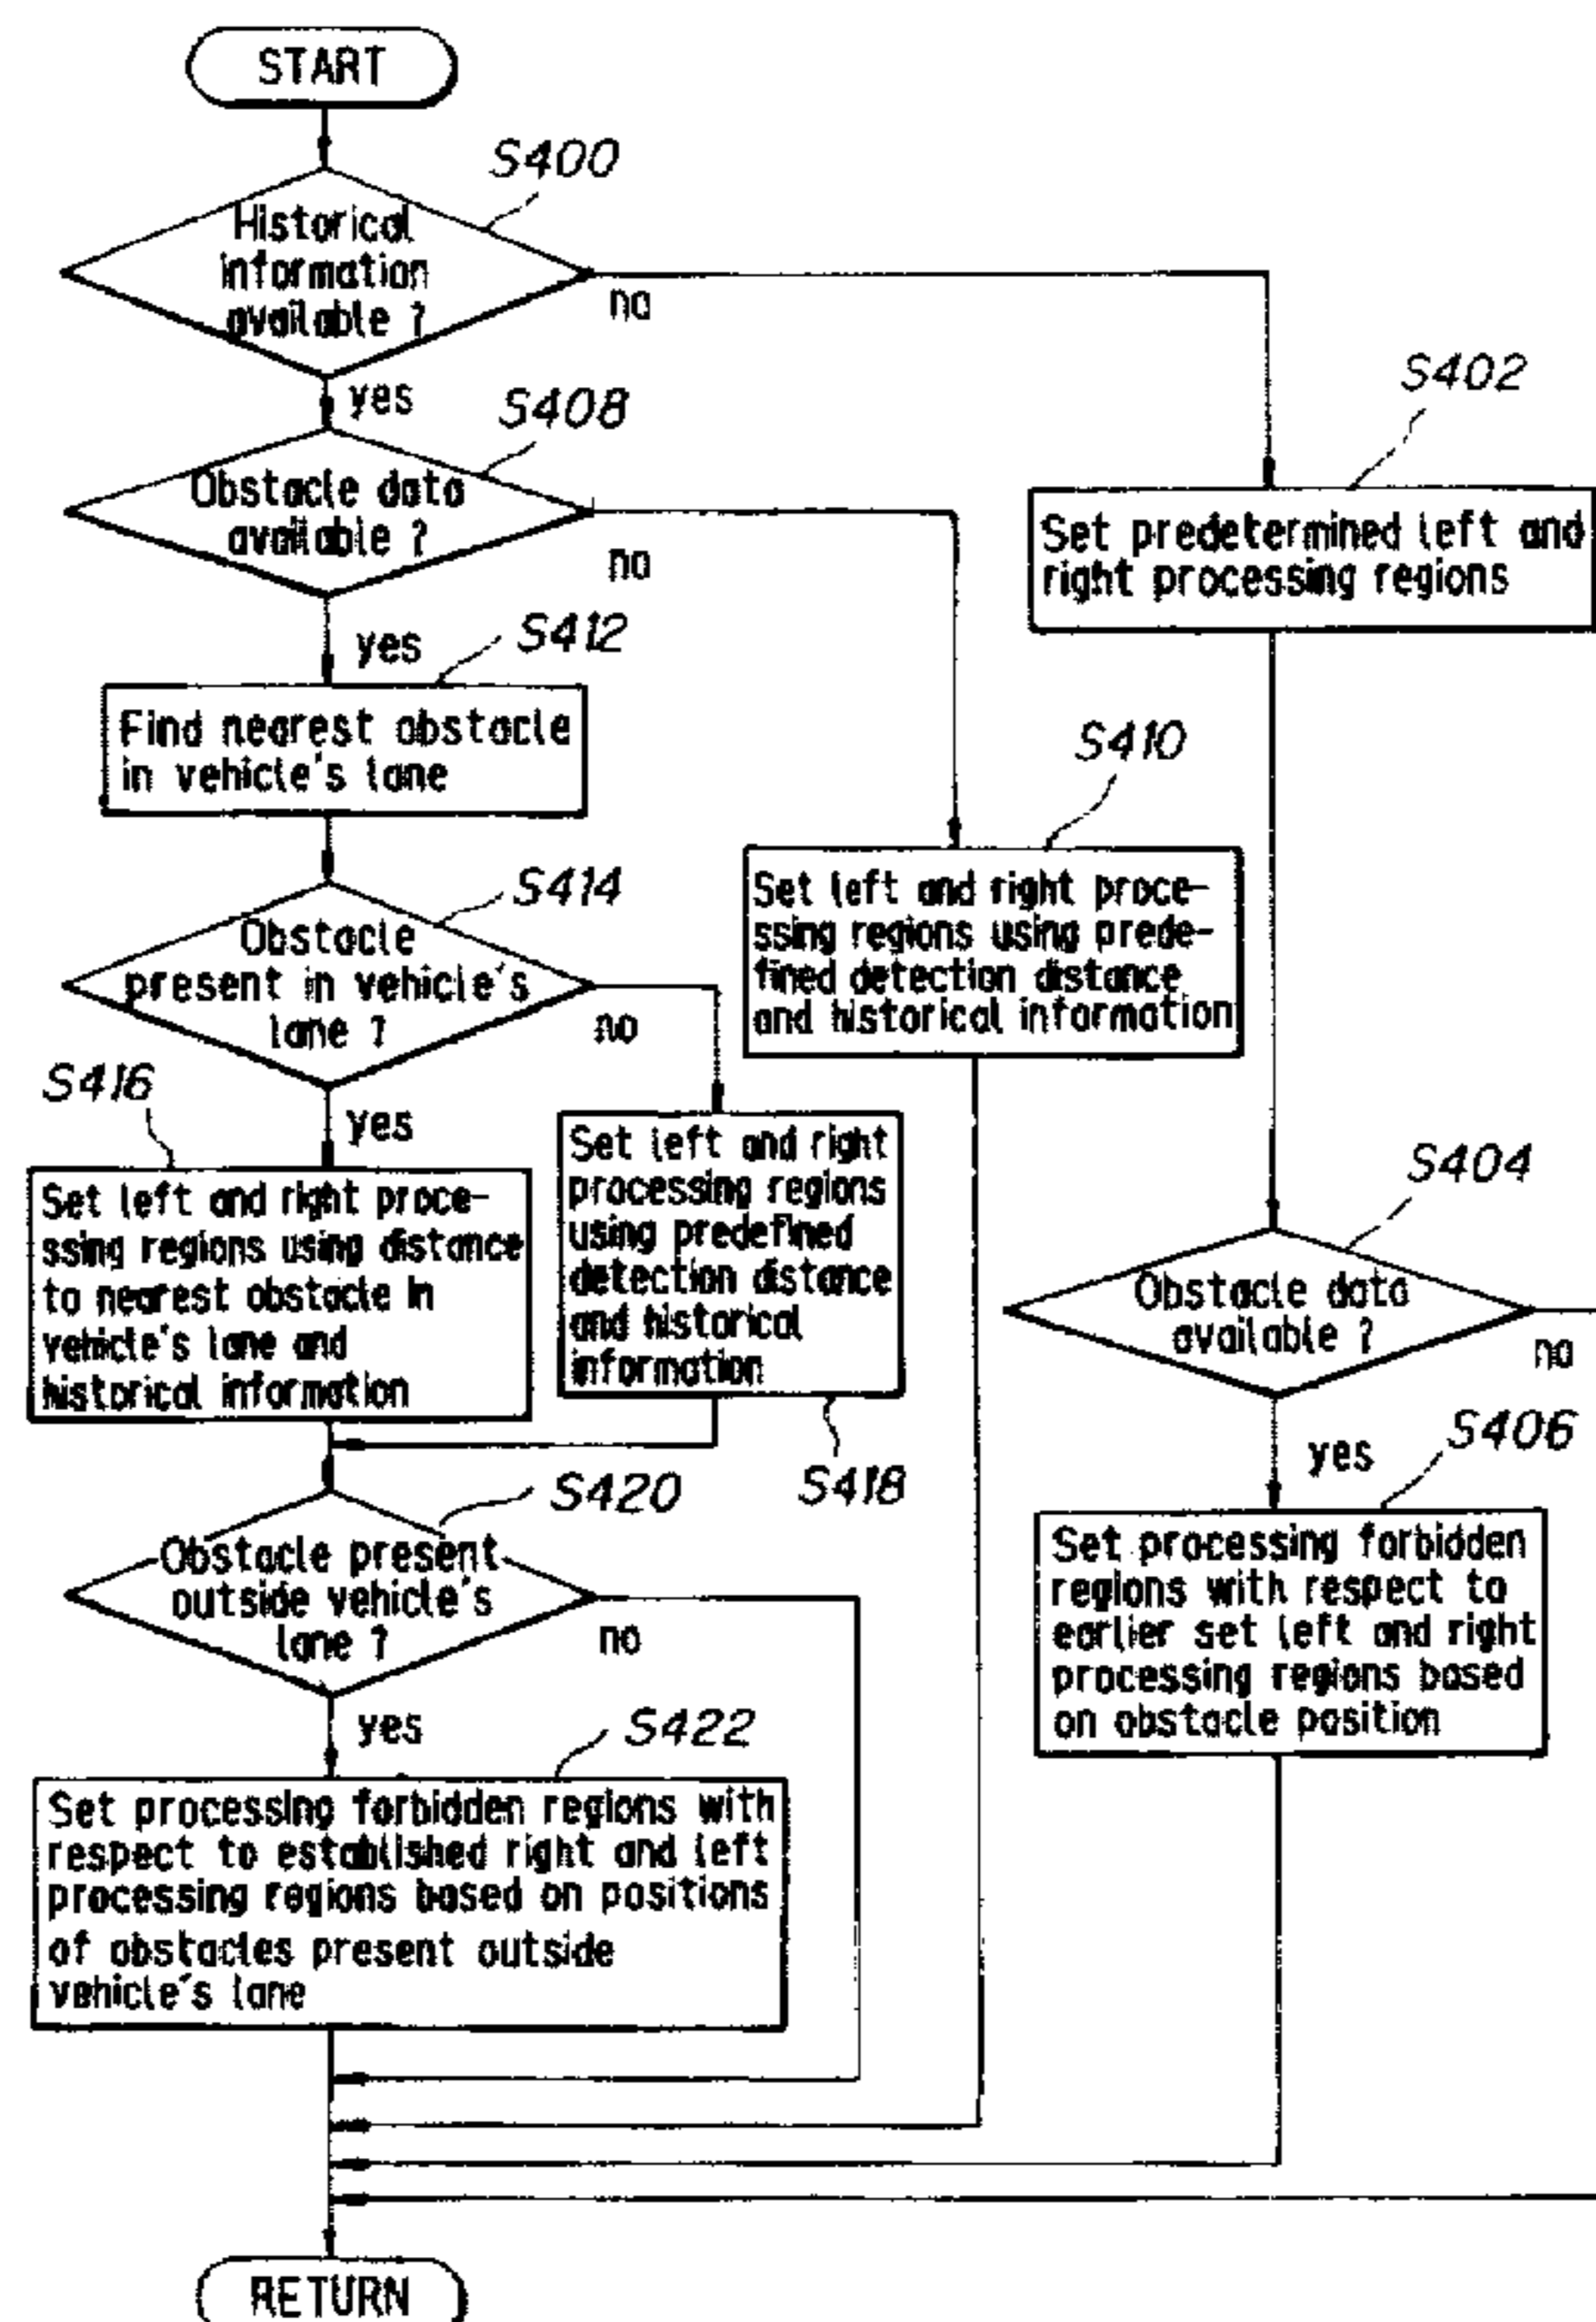 START
S400
Historical
information
available ?
no
yes
S408
Obstacle data
available ?
no
yes
S402
Set predetermined left and
right processing regions
S412
Find nearest obstacle
in vehicle's lane
S410
Set left and right proce-
ssing regions using prede-
fined detection distance
and historical information
S414
Obstacle
present in vehicle's
lane ?
no
yes
S416
Set left and right proce-
ssing regions using distance
to nearest obstacle in
vehicle's lane and
historical information
Set left and right
processing regions
using predefined
detection distance
and historical
information
S418
S404
Obstacle data
available ?
no
yes
S406
Set processing forbidden
regions with respect to
earlier set left and right
processing regions based
on obstacle position
S420
Obstacle present
outside vehicle's
lane ?
no
yes
S422
Set processing forbidden regions with
respect to established right and left
processing regions based on positions
of obstacles present outside
vehicle's lane
RETURN